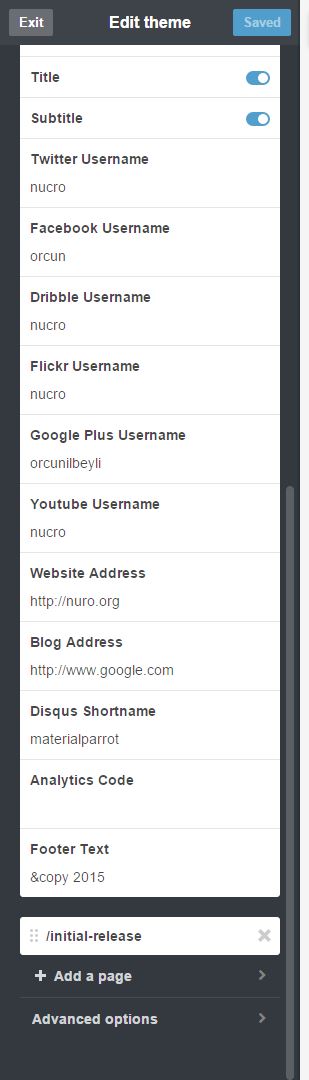 Exit
Edit theme
Saved
Title
Subtitle
Twitter Username
nucro
Facebook Username
orcun
Dribble Username
nucro
Flickr Username
nucro
Google Plus Username
orcunilbeyli
Youtube Username
nucro
Website Address
http://nuro.org
Blog Address
http://www.google.com
Disqus Shortname
materialparrot
Analytics Code
Footer Text
&copy 2015
/initial-release
+ Add a page
Advanced options